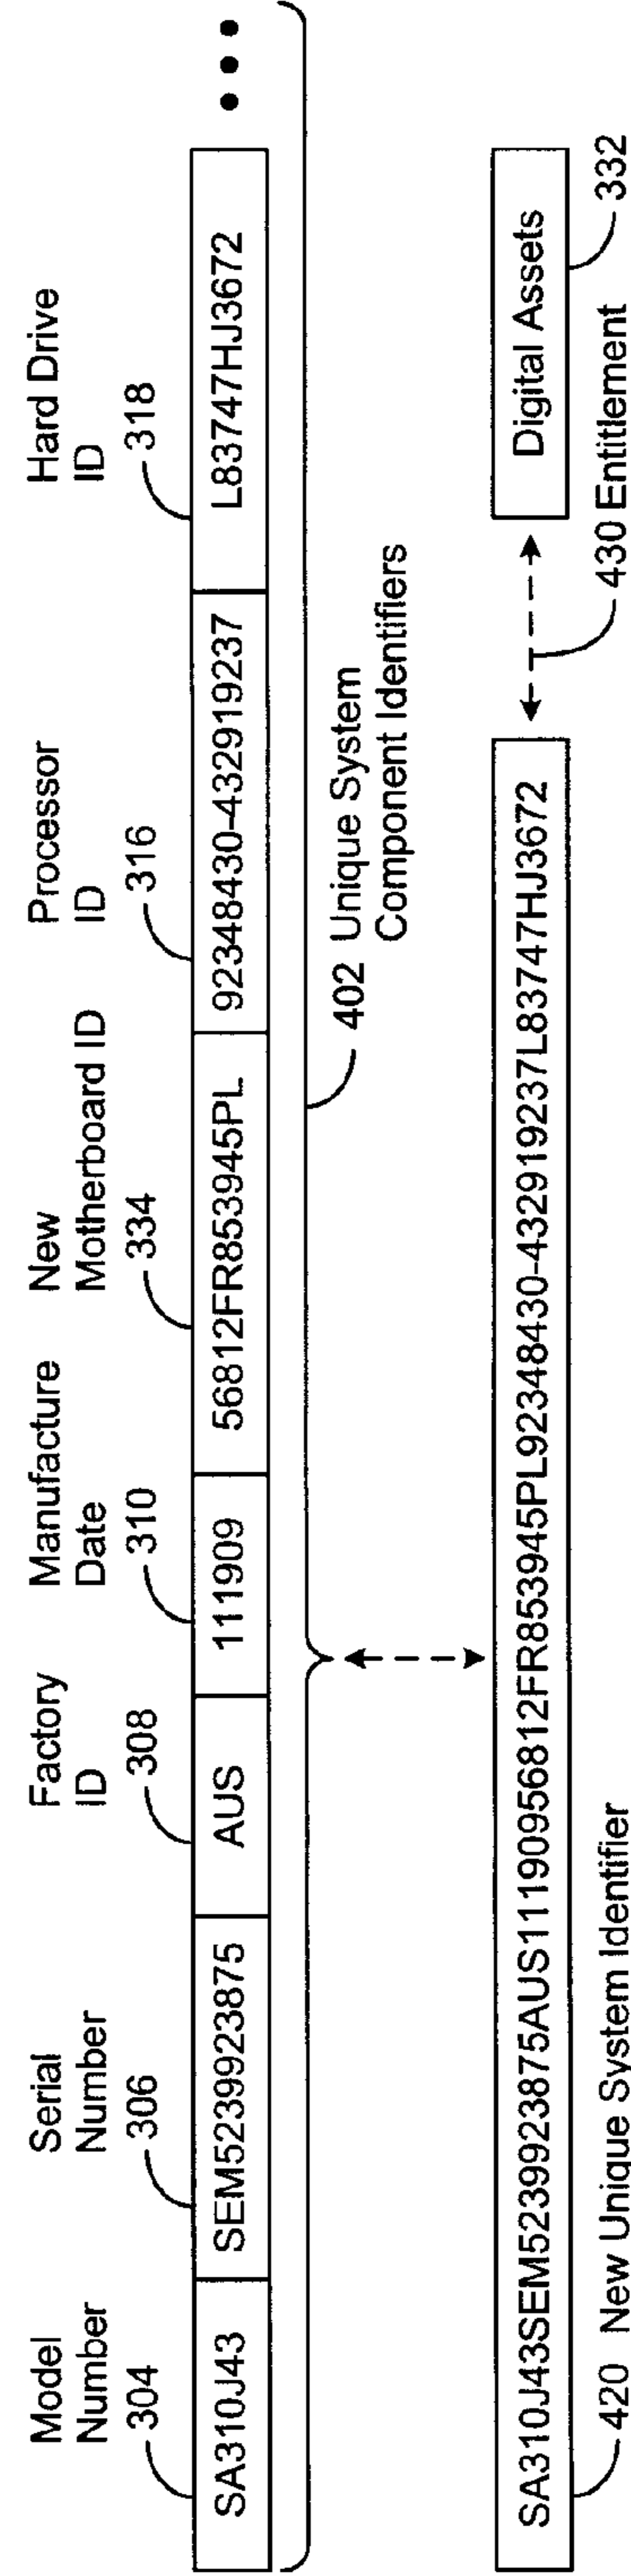 Model
Number
304
Serial
Number
306
Factory
ID
308
Manufacture
Date
310
New
Motherboard ID
334
Processor
ID
316
Hard Drive
ID
318
SA310J43 SEM5239923875 AUS 111909 56812FR853945PL 92348430-432919237 L83747HJ3672
402 Unique System
Component Identifiers
SA310J43SEM5239923875AUS11190956812FR853945PL92348430-432919237L83747HJ3672
Digital Assets
420 New Unique System Identifier
430 Entitlement
332